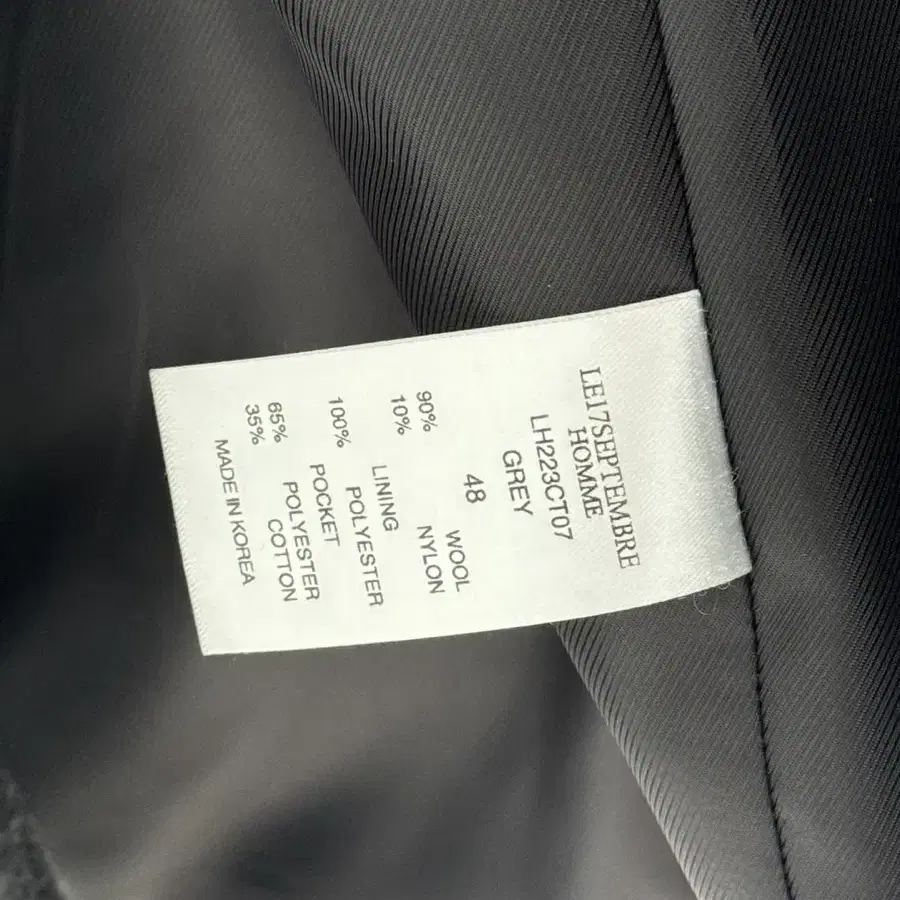 LE17SEPTEMBRE
HOMME
LH223CT07
GREY
48
90% WOOL
10% NYLON
LINING
100% POLYESTER
POCKET
65% POLYESTER
35% COTTON
MADE IN KOREA